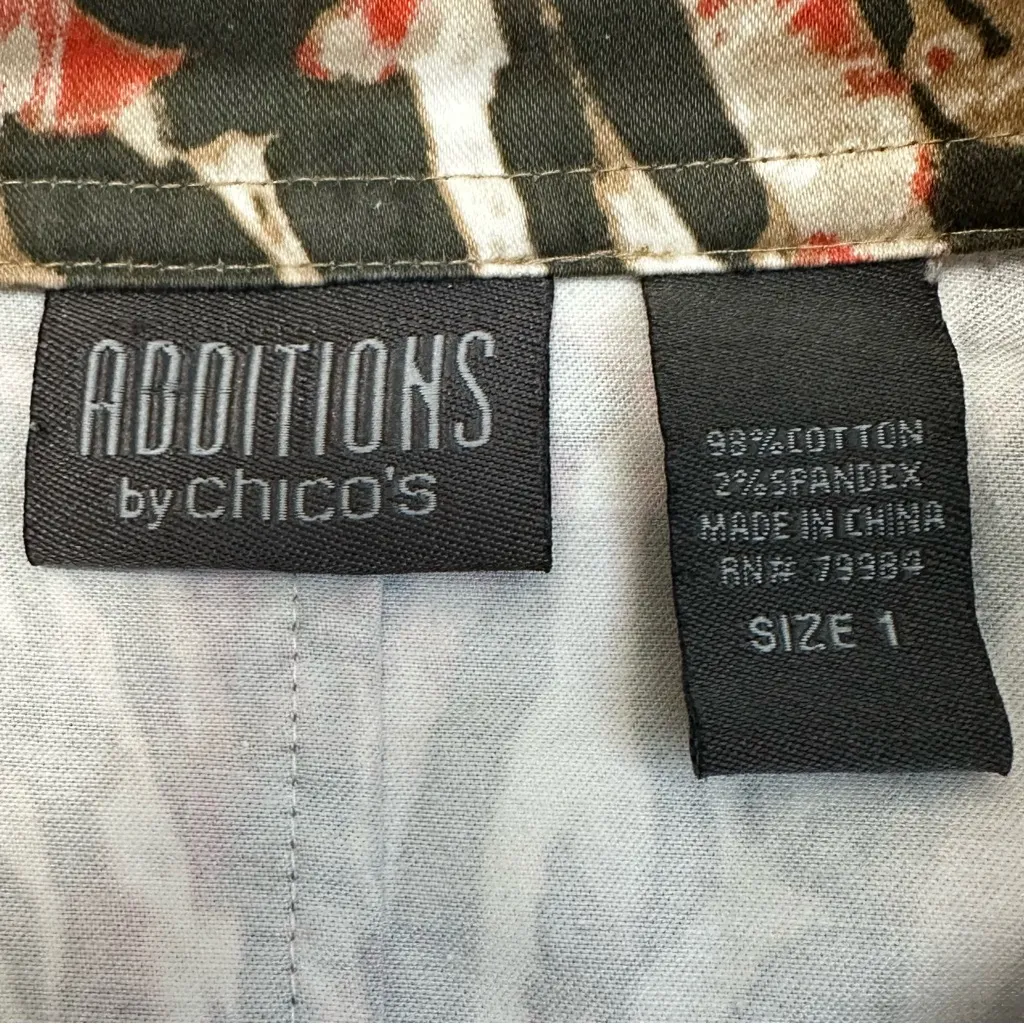 ADDITIONS
by chico's
98% COTTON
2% SPANDEX
MADE IN CHINA
RN# 79984
SIZE 1